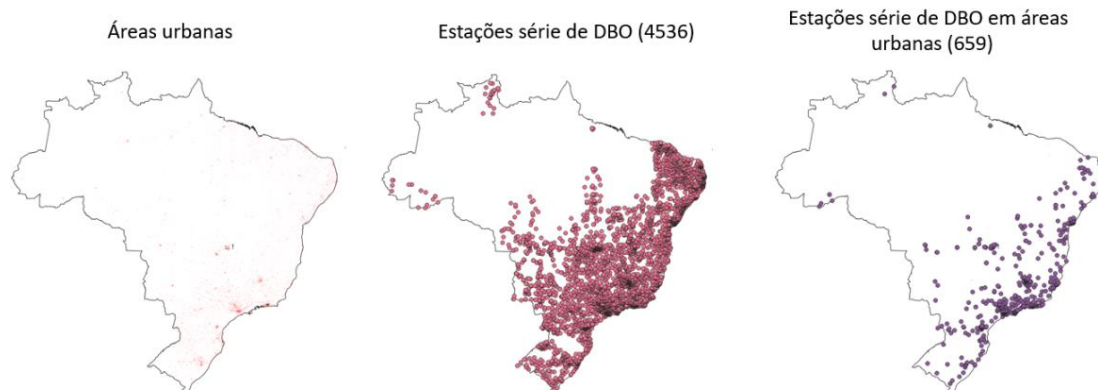 Áreas urbanas
Estações série de DBO (4536)
Estações série de DBO em áreas
urbanas (659)